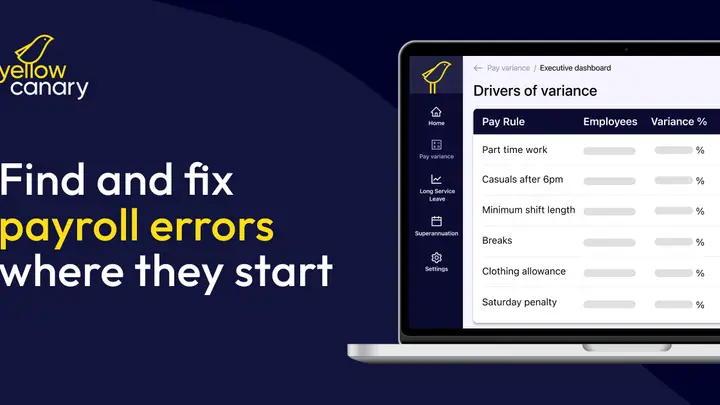 yellow
canary
Find and fix
payroll errors
where they start
← Pay variance / Executive dashboard
Drivers of variance
Home
Pay variance
Long Service
Leave
Superannuation
Settings
Pay Rule Employees Variance %
Part time work %
Casuals after 6pm %
Minimum shift length %
Breaks %
Clothing allowance %
Saturday penalty %